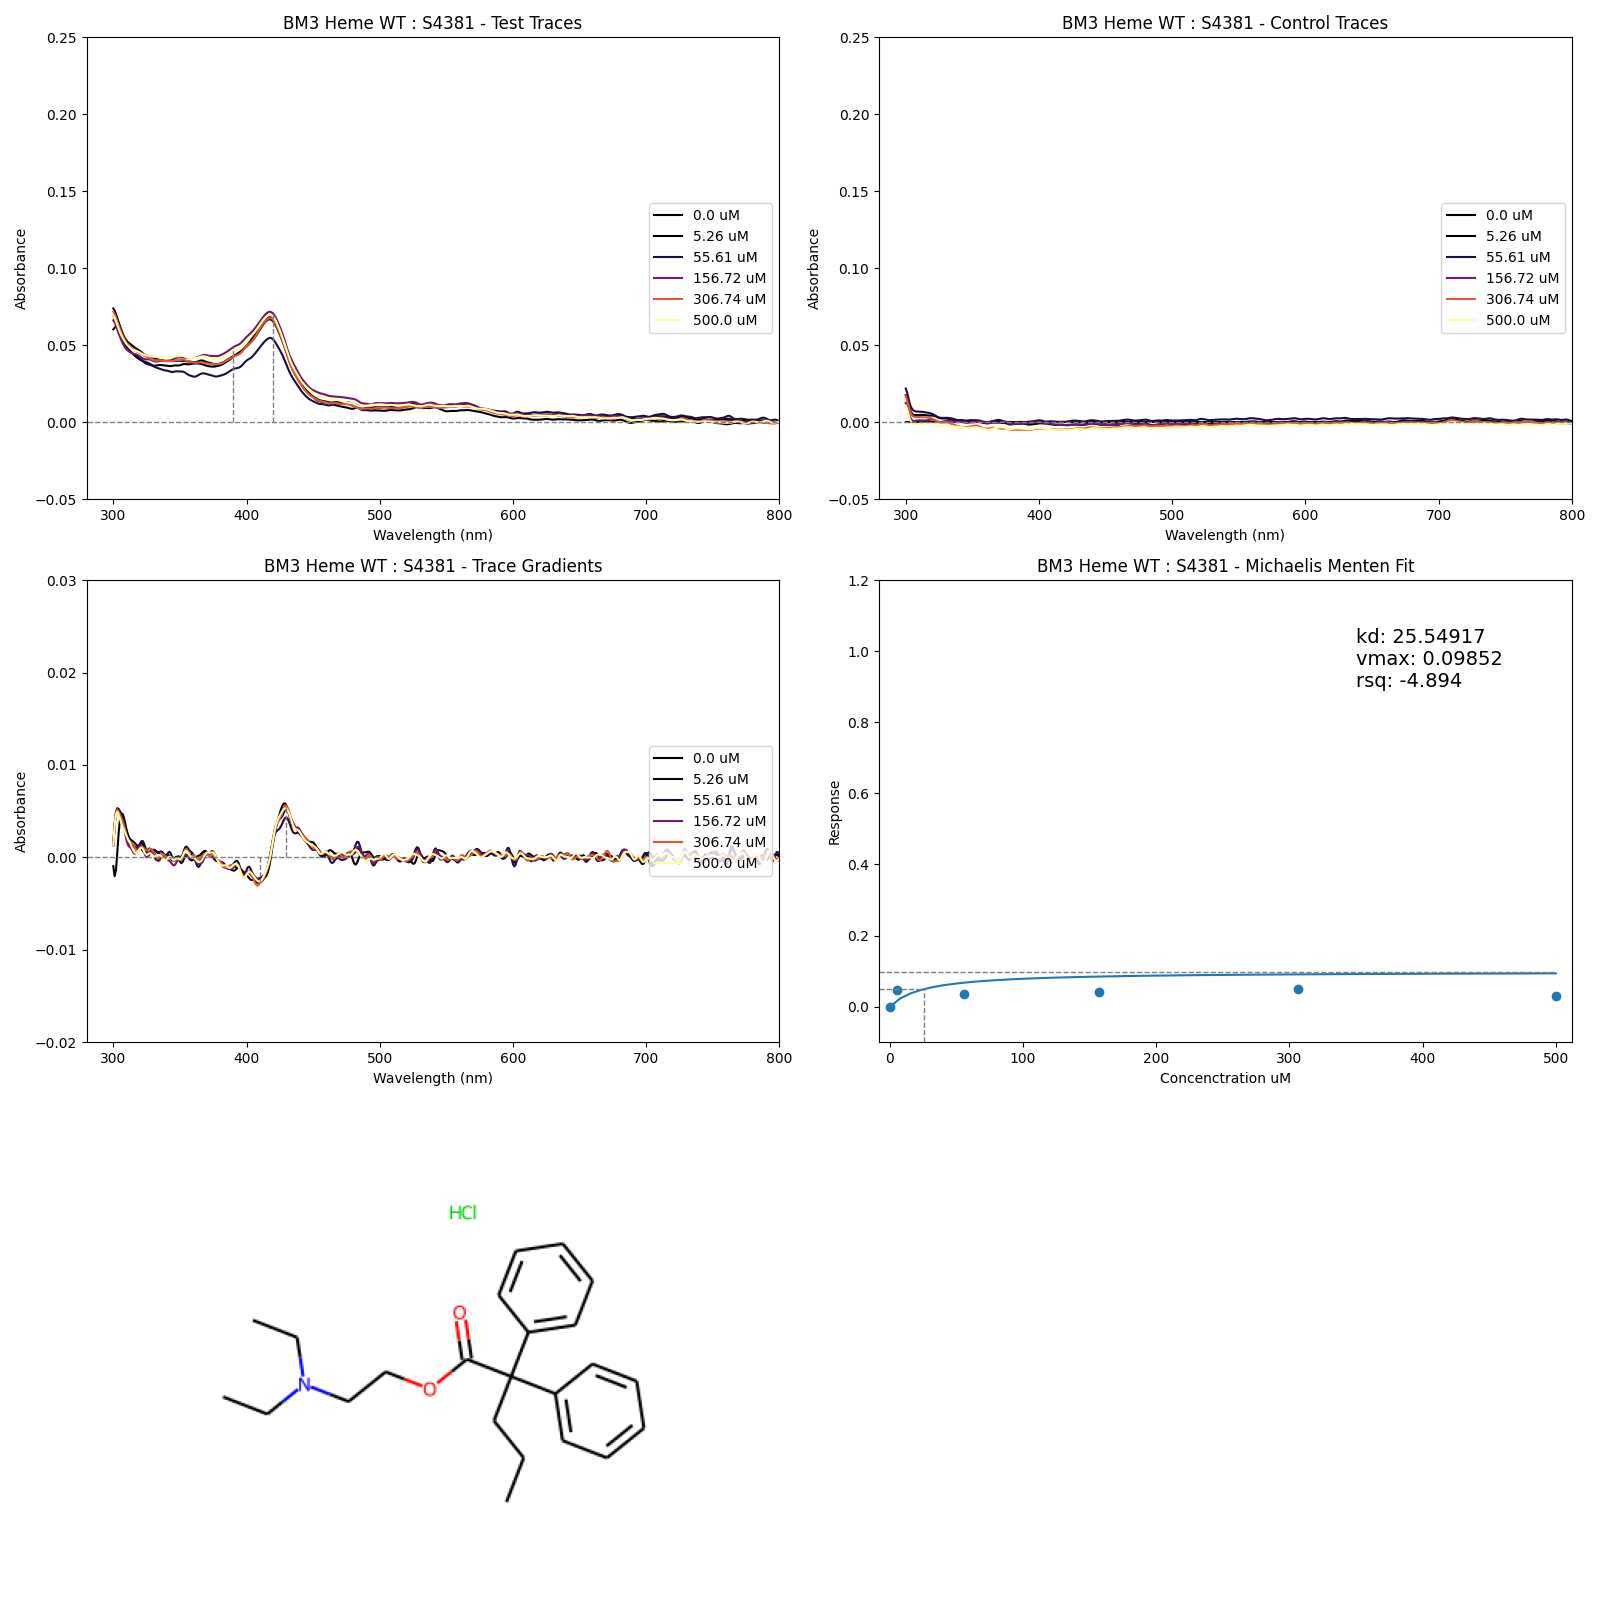 BM3 Heme WT : S4381 - Test Traces
Absorbance
0.25
0.20
0.15
0.10
0.05
0.00
−0.05
300 400 500 600 700 800
Wavelength (nm)
0.0 uM
5.26 uM
55.61 uM
156.72 uM
306.74 uM
500.0 uM
BM3 Heme WT : S4381 - Control Traces
Absorbance
0.25
0.20
0.15
0.10
0.05
0.00
−0.05
300 400 500 600 700 800
Wavelength (nm)
0.0 uM
5.26 uM
55.61 uM
156.72 uM
306.74 uM
500.0 uM
BM3 Heme WT : S4381 - Trace Gradients
Absorbance
0.03
0.02
0.01
0.00
−0.01
−0.02
300 400 500 600 700 800
Wavelength (nm)
0.0 uM
5.26 uM
55.61 uM
156.72 uM
306.74 uM
500.0 uM
BM3 Heme WT : S4381 - Michaelis Menten Fit
Response
1.2
1.0
0.8
0.6
0.4
0.2
0.0
0 100 200 300 400 500
Concenctration uM
kd: 25.54917
vmax: 0.09852
rsq: -4.894
HCl
O
N
O